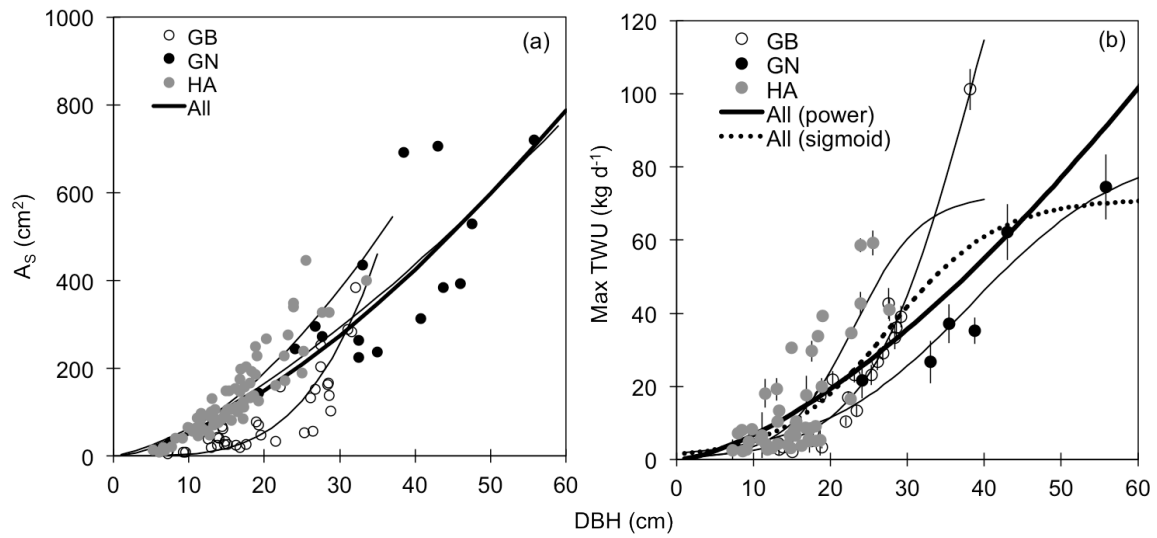 (a)
GB
GN
HA
All
1000
800
600
400
200
0
A_S (cm²)
0 10 20 30 40 50 60
(b)
GB
GN
HA
All (power)
All (sigmoid)
120
100
80
60
40
20
0
Max TWU (kg d⁻¹)
0 10 20 30 40 50 60
DBH (cm)